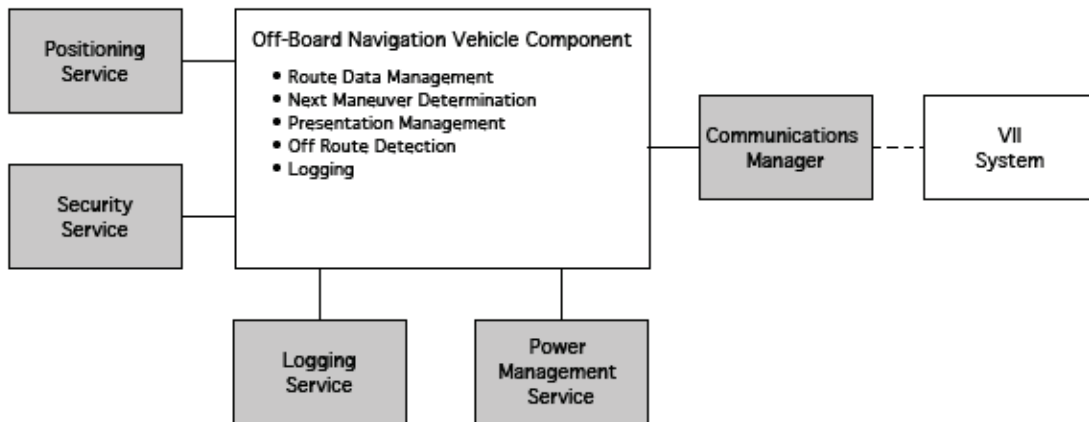 Positioning
Service
Off-Board Navigation Vehicle Component
• Route Data Management
• Next Maneuver Determination
• Presentation Management
• Off Route Detection
• Logging
Communications
Manager
VII
System
Security
Service
Logging
Service
Power
Management
Service